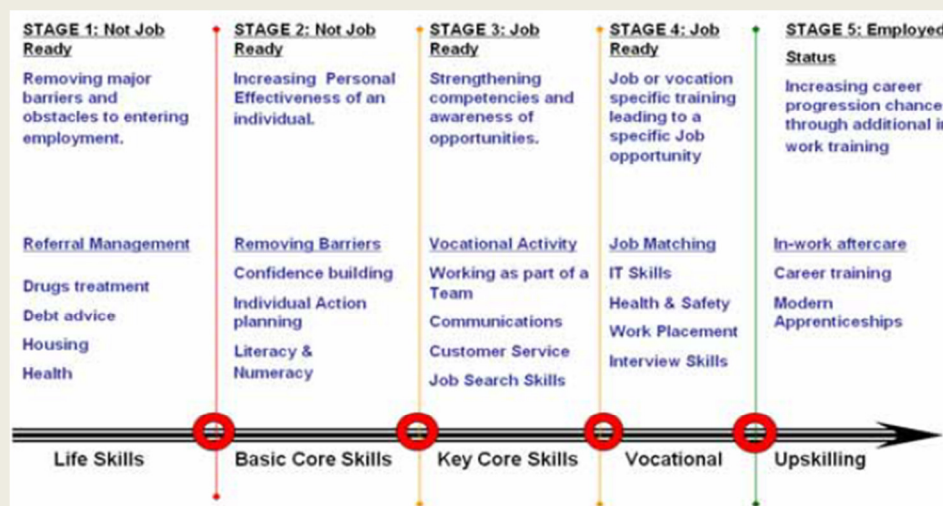 STAGE 1: Not Job
Ready
Removing major
barriers and
obstacles to entering
employment.
Referral Management
Drugs treatment
Debt advice
Housing
Health
Life Skills
STAGE 2: Not Job
Ready
Increasing Personal
Effectiveness of an
individual.
Removing Barriers
Confidence building
Individual Action
planning
Literacy &
Numeracy
Basic Core Skills
STAGE 3: Job
Ready
Strengthening
competencies and
awareness of
opportunities.
Vocational Activity
Working as part of a
Team
Communications
Customer Service
Job Search Skills
Key Core Skills
STAGE 4: Job
Ready
Job or vocation
specific training
leading to a
specific Job
opportunity
Job Matching
IT Skills
Health & Safety
Work Placement
Interview Skills
Vocational
STAGE 5: Employed
Status
Increasing career
progression chance
through additional
work training
In-work aftercare
Career training
Modern
Apprenticeships
Upskilling